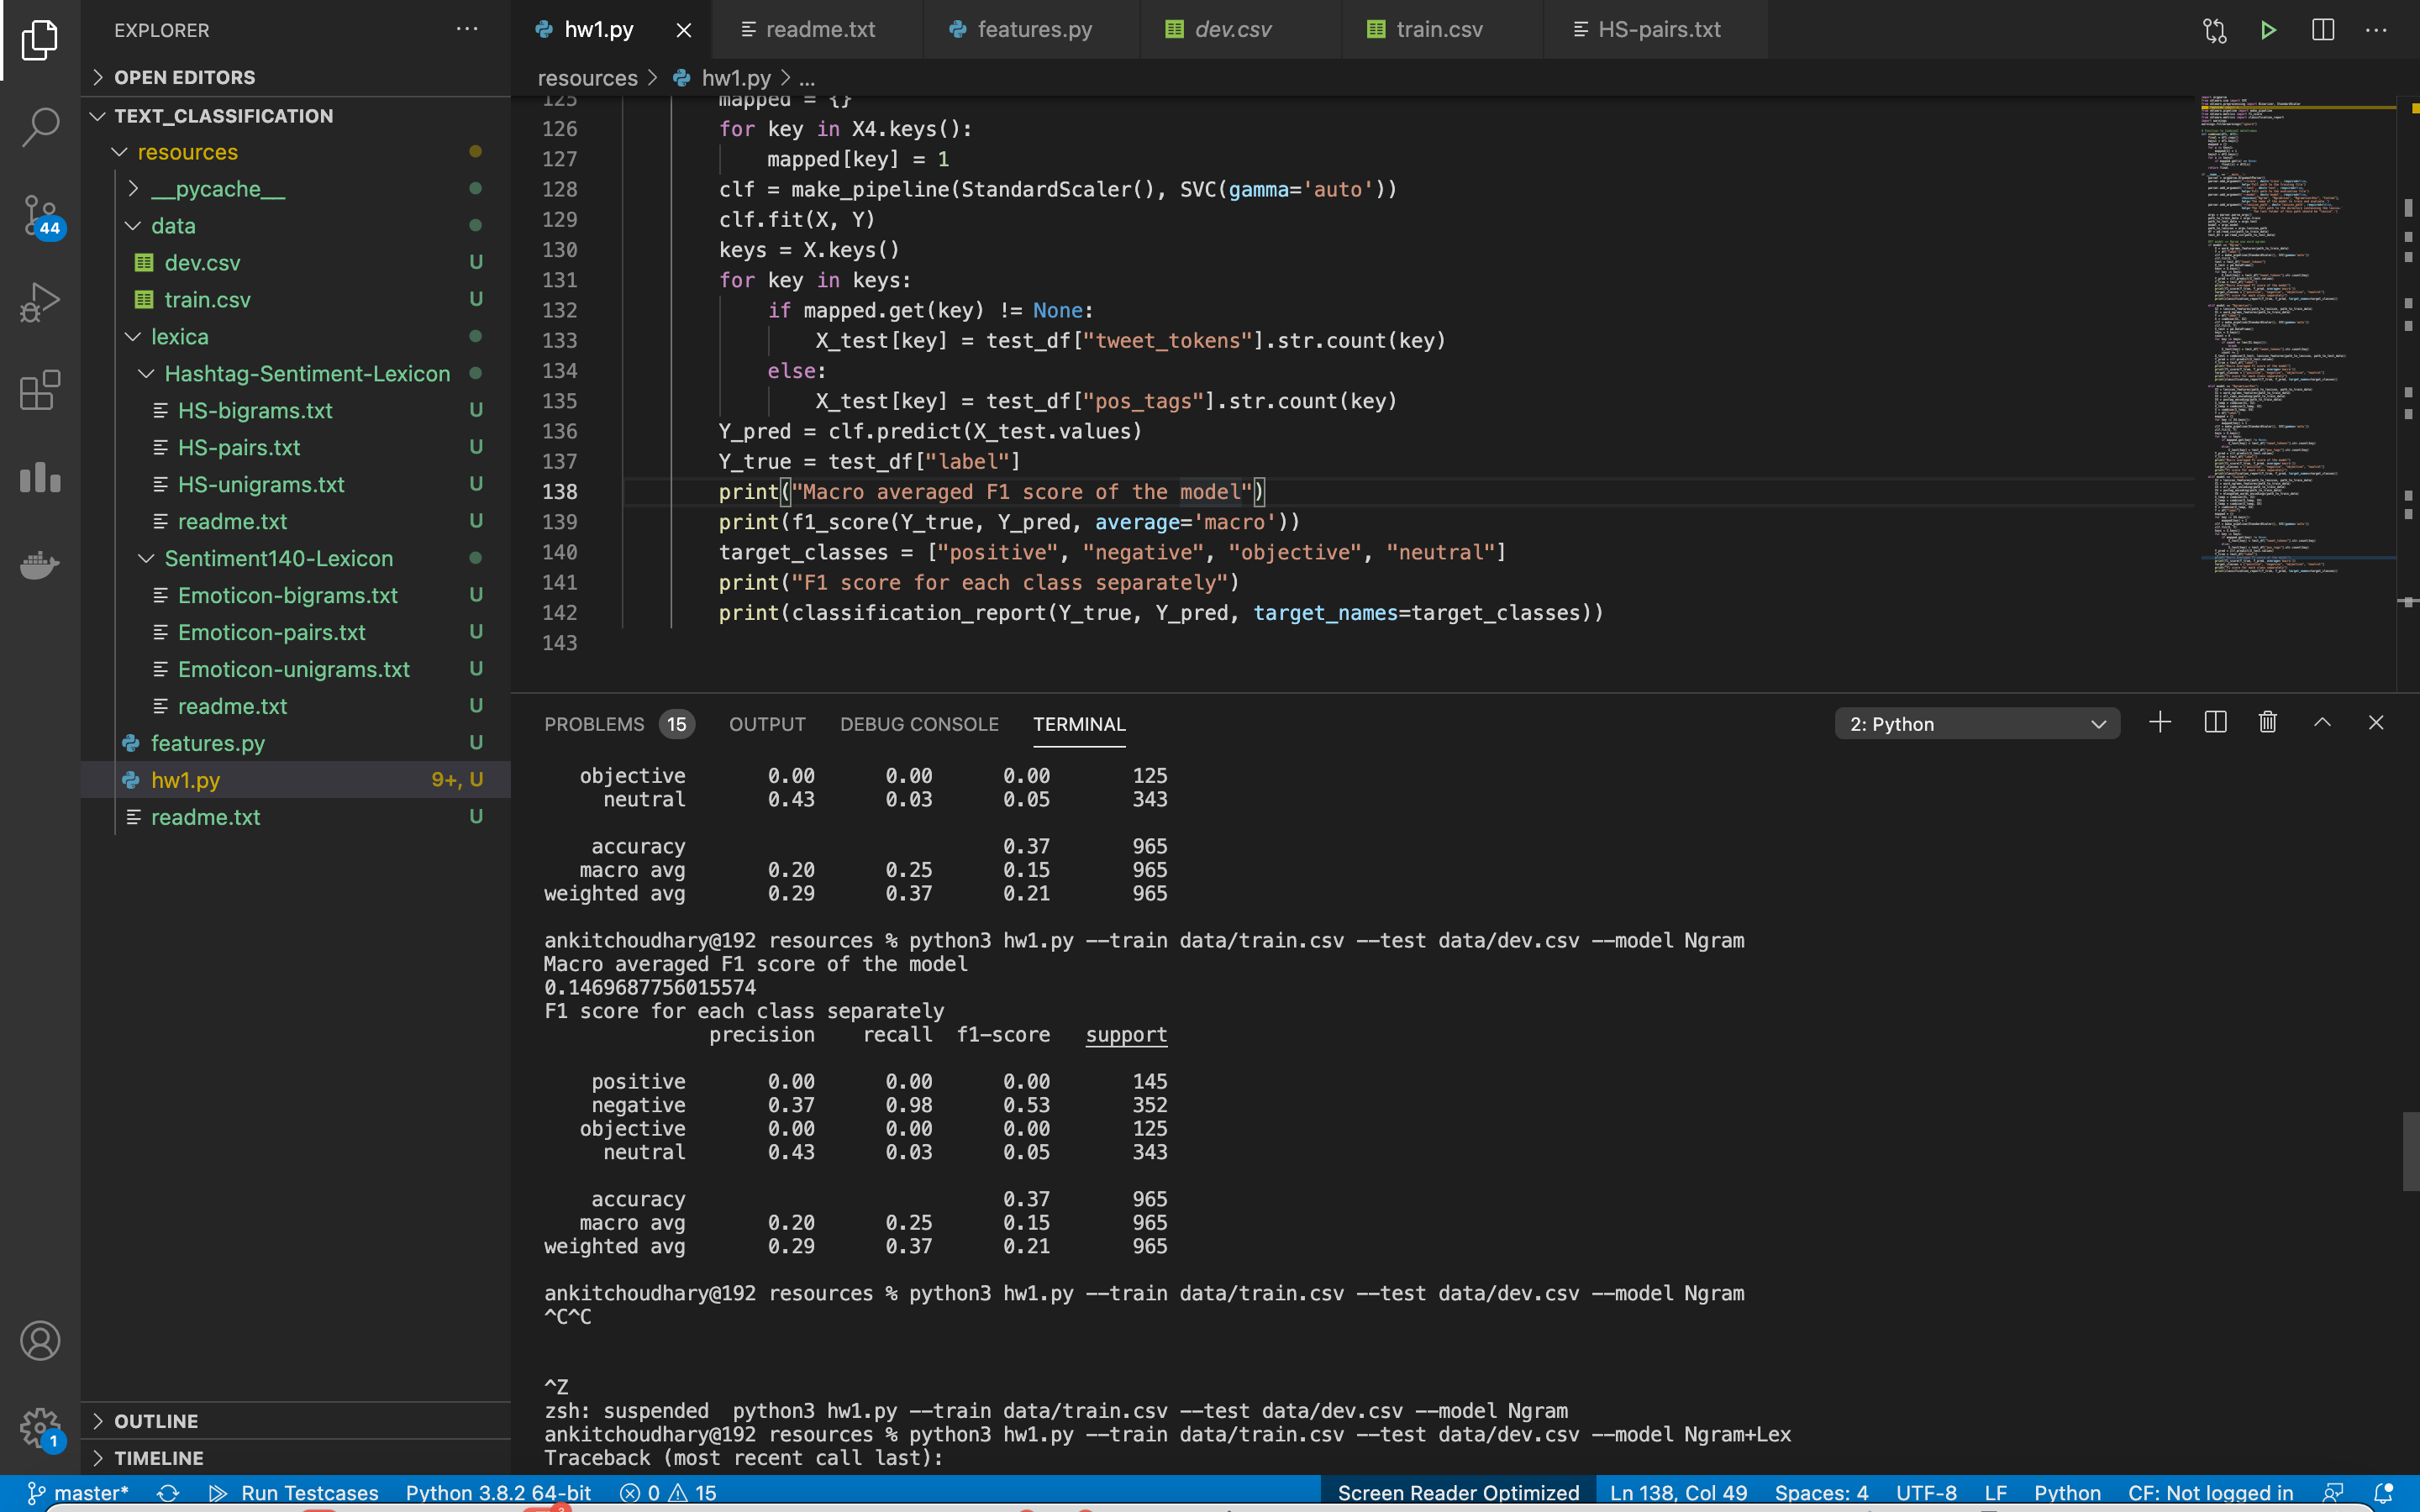 EXPLORER
OPEN EDITORS
TEXT_CLASSIFICATION
resources
__pycache__
data
dev.csv U
train.csv U
lexica
Hashtag-Sentiment-Lexicon
HS-bigrams.txt U
HS-pairs.txt U
HS-unigrams.txt U
readme.txt U
Sentiment140-Lexicon
Emoticon-bigrams.txt U
Emoticon-pairs.txt U
Emoticon-unigrams.txt U
readme.txt U
features.py U
hw1.py 9+, U
readme.txt U
OUTLINE
TIMELINE
44
1
hw1.py readme.txt features.py dev.csv train.csv HS-pairs.txt
resources > hw1.py > ...
125 mapped = {}
126 for key in X4.keys():
127 mapped[key] = 1
128 clf = make_pipeline(StandardScaler(), SVC(gamma='auto'))
129 clf.fit(X, Y)
130 keys = X.keys()
131 for key in keys:
132 if mapped.get(key) != None:
133 X_test[key] = test_df["tweet_tokens"].str.count(key)
134 else:
135 X_test[key] = test_df["pos_tags"].str.count(key)
136 Y_pred = clf.predict(X_test.values)
137 Y_true = test_df["label"]
138 print("Macro averaged F1 score of the model")
139 print(f1_score(Y_true, Y_pred, average='macro'))
140 target_classes = ["positive", "negative", "objective", "neutral"]
141 print("F1 score for each class separately")
142 print(classification_report(Y_true, Y_pred, target_names=target_classes))
143
PROBLEMS 15 OUTPUT DEBUG CONSOLE TERMINAL 2: Python
objective 0.00 0.00 0.00 125
neutral 0.43 0.03 0.05 343
accuracy 0.37 965
macro avg 0.20 0.25 0.15 965
weighted avg 0.29 0.37 0.21 965
ankitchoudhary@192 resources % python3 hw1.py --train data/train.csv --test data/dev.csv --model Ngram
Macro averaged F1 score of the model
0.1469687756015574
F1 score for each class separately
precision recall f1-score support
positive 0.00 0.00 0.00 145
negative 0.37 0.98 0.53 352
objective 0.00 0.00 0.00 125
neutral 0.43 0.03 0.05 343
accuracy 0.37 965
macro avg 0.20 0.25 0.15 965
weighted avg 0.29 0.37 0.21 965
ankitchoudhary@192 resources % python3 hw1.py --train data/train.csv --test data/dev.csv --model Ngram
^C^C
^Z
zsh: suspended python3 hw1.py --train data/train.csv --test data/dev.csv --model Ngram
ankitchoudhary@192 resources % python3 hw1.py --train data/train.csv --test data/dev.csv --model Ngram+Lex
Traceback (most recent call last):
master* Run Testcases Python 3.8.2 64-bit 0 15 Screen Reader Optimized Ln 138, Col 49 Spaces: 4 UTF-8 LF Python CF: Not logged in